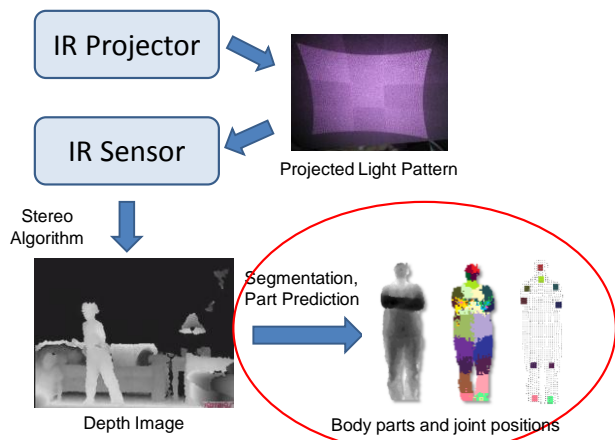 IR Projector
Projected Light Pattern
IR Sensor
Stereo
Algorithm
Depth Image
Segmentation,
Part Prediction
Body parts and joint positions